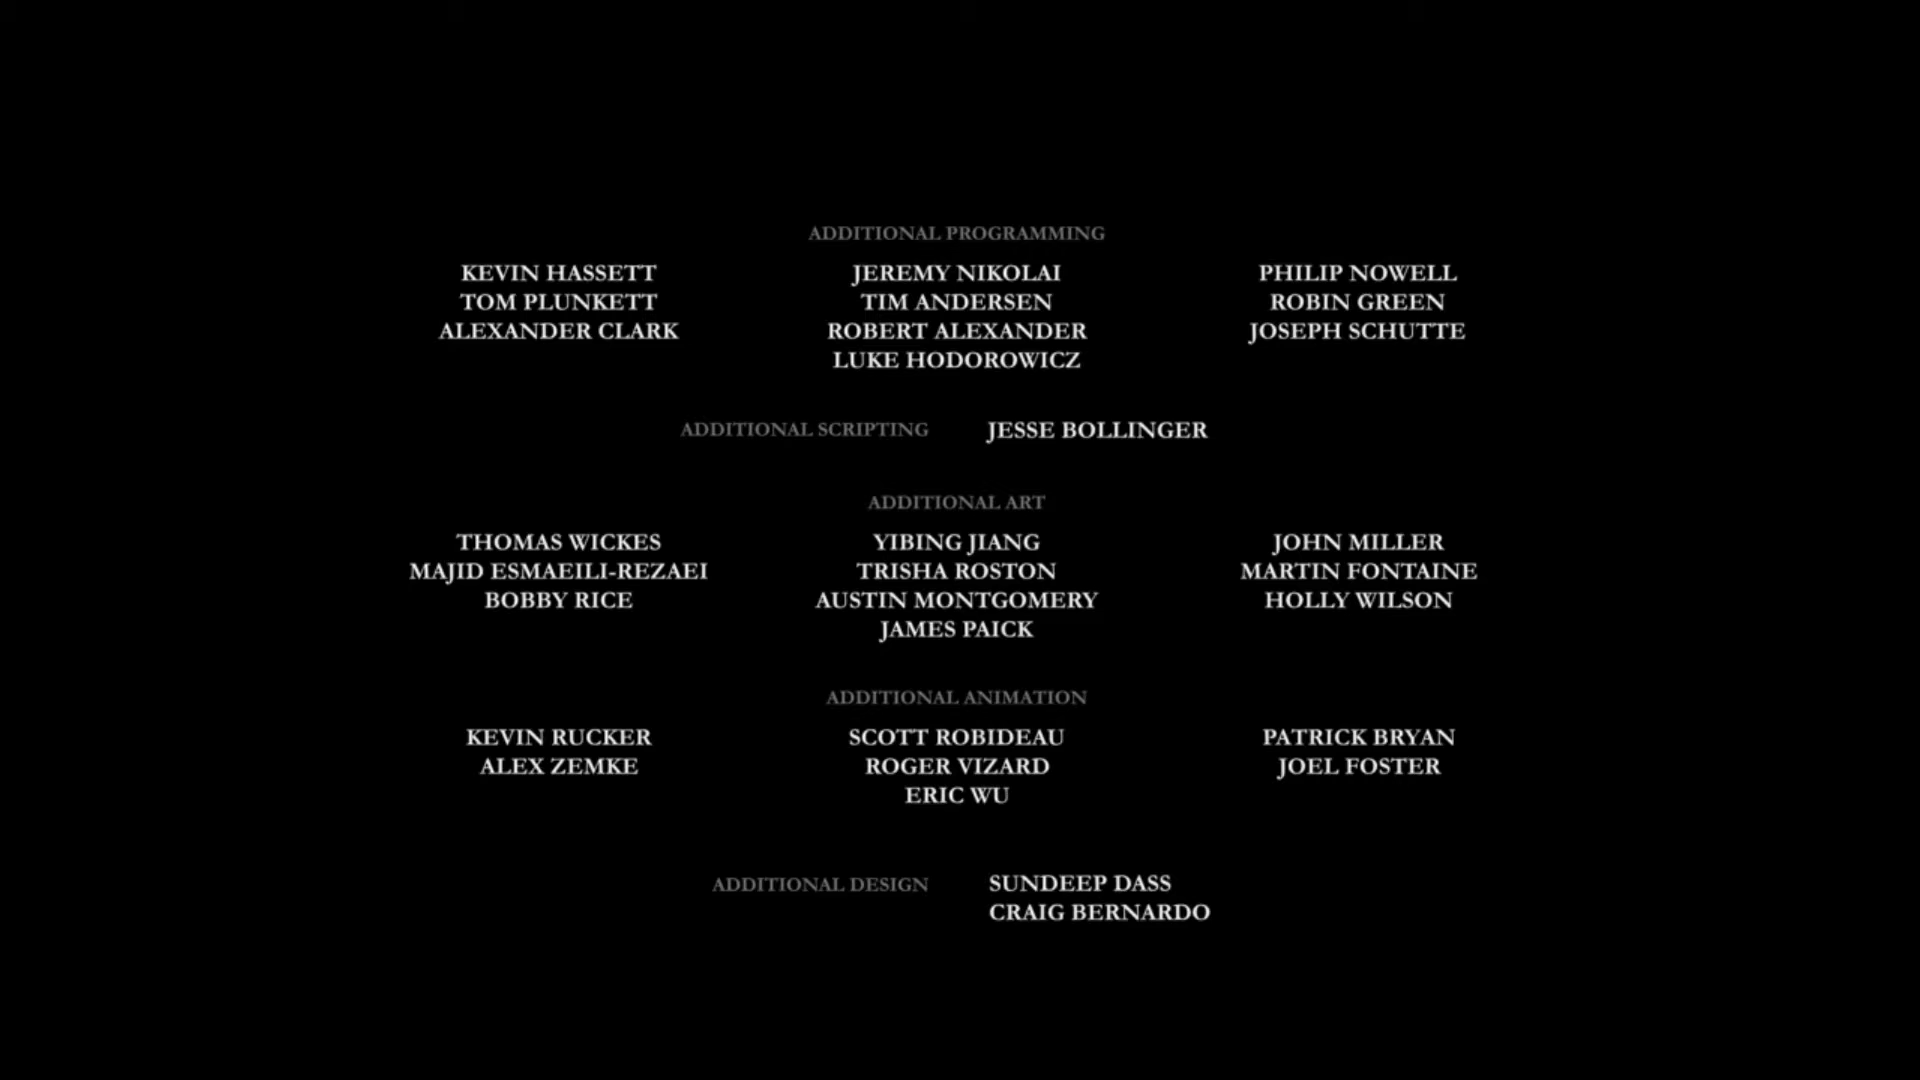 ADDITIONAL PROGRAMMING
KEVIN HASSETT JEREMY NIKOLAI PHILIP NOWELL
TOM PLUNKETT TIM ANDERSEN ROBIN GREEN
ALEXANDER CLARK ROBERT ALEXANDER JOSEPH SCHUTTE
LUKE HODOROWICZ
ADDITIONAL SCRIPTING JESSE BOLLINGER
ADDITIONAL ART
THOMAS WICKES YIBING JIANG JOHN MILLER
MAJID ESMAEILI-REZAEI TRISHA ROSTON MARTIN FONTAINE
BOBBY RICE AUSTIN MONTGOMERY HOLLY WILSON
JAMES PAICK
ADDITIONAL ANIMATION
KEVIN RUCKER SCOTT ROBIDEAU PATRICK BRYAN
ALEX ZEMKE ROGER VIZARD JOEL FOSTER
ERIC WU
ADDITIONAL DESIGN SUNDEEP DASS
CRAIG BERNARDO